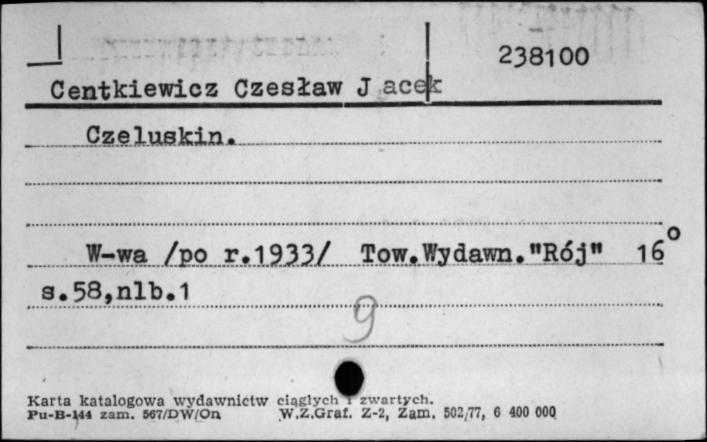 238100
Centkiewicz Czesław Jacek
Czeluskin.
W-wa /po r.1933/ Tow.Wydawn."Rój" 16°
s.58,nlb.1
9
Karta katalogowa wydawnictw ciągłych i zwartych.
Pu-B-144 zam. 567/DW/On W.Z.Graf. Z-2, Zam. 502/77, 6 400 000